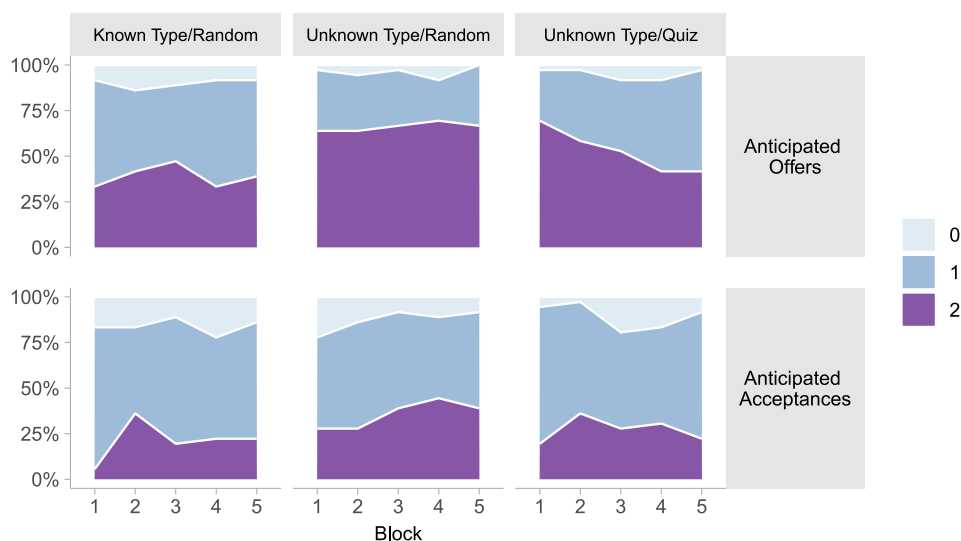 Known Type/Random
Unknown Type/Random
Unknown Type/Quiz
100%
75%
50%
25%
0%
Anticipated
Offers
100%
75%
50%
25%
0%
Anticipated
Acceptances
0
1
2
1 2 3 4 5
1 2 3 4 5
1 2 3 4 5
Block